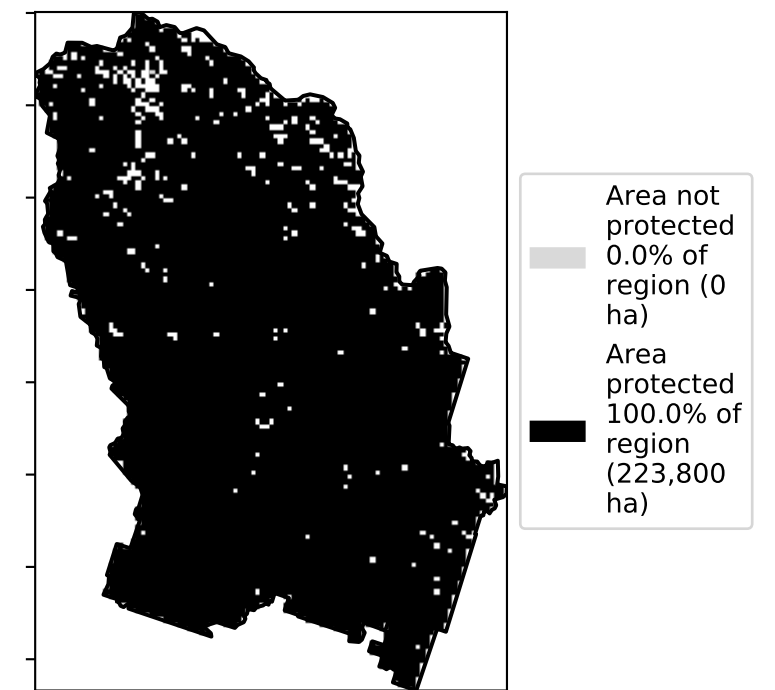 Area not
protected
0.0% of
region (0
ha)
Area
protected
100.0% of
region
(223,800
ha)